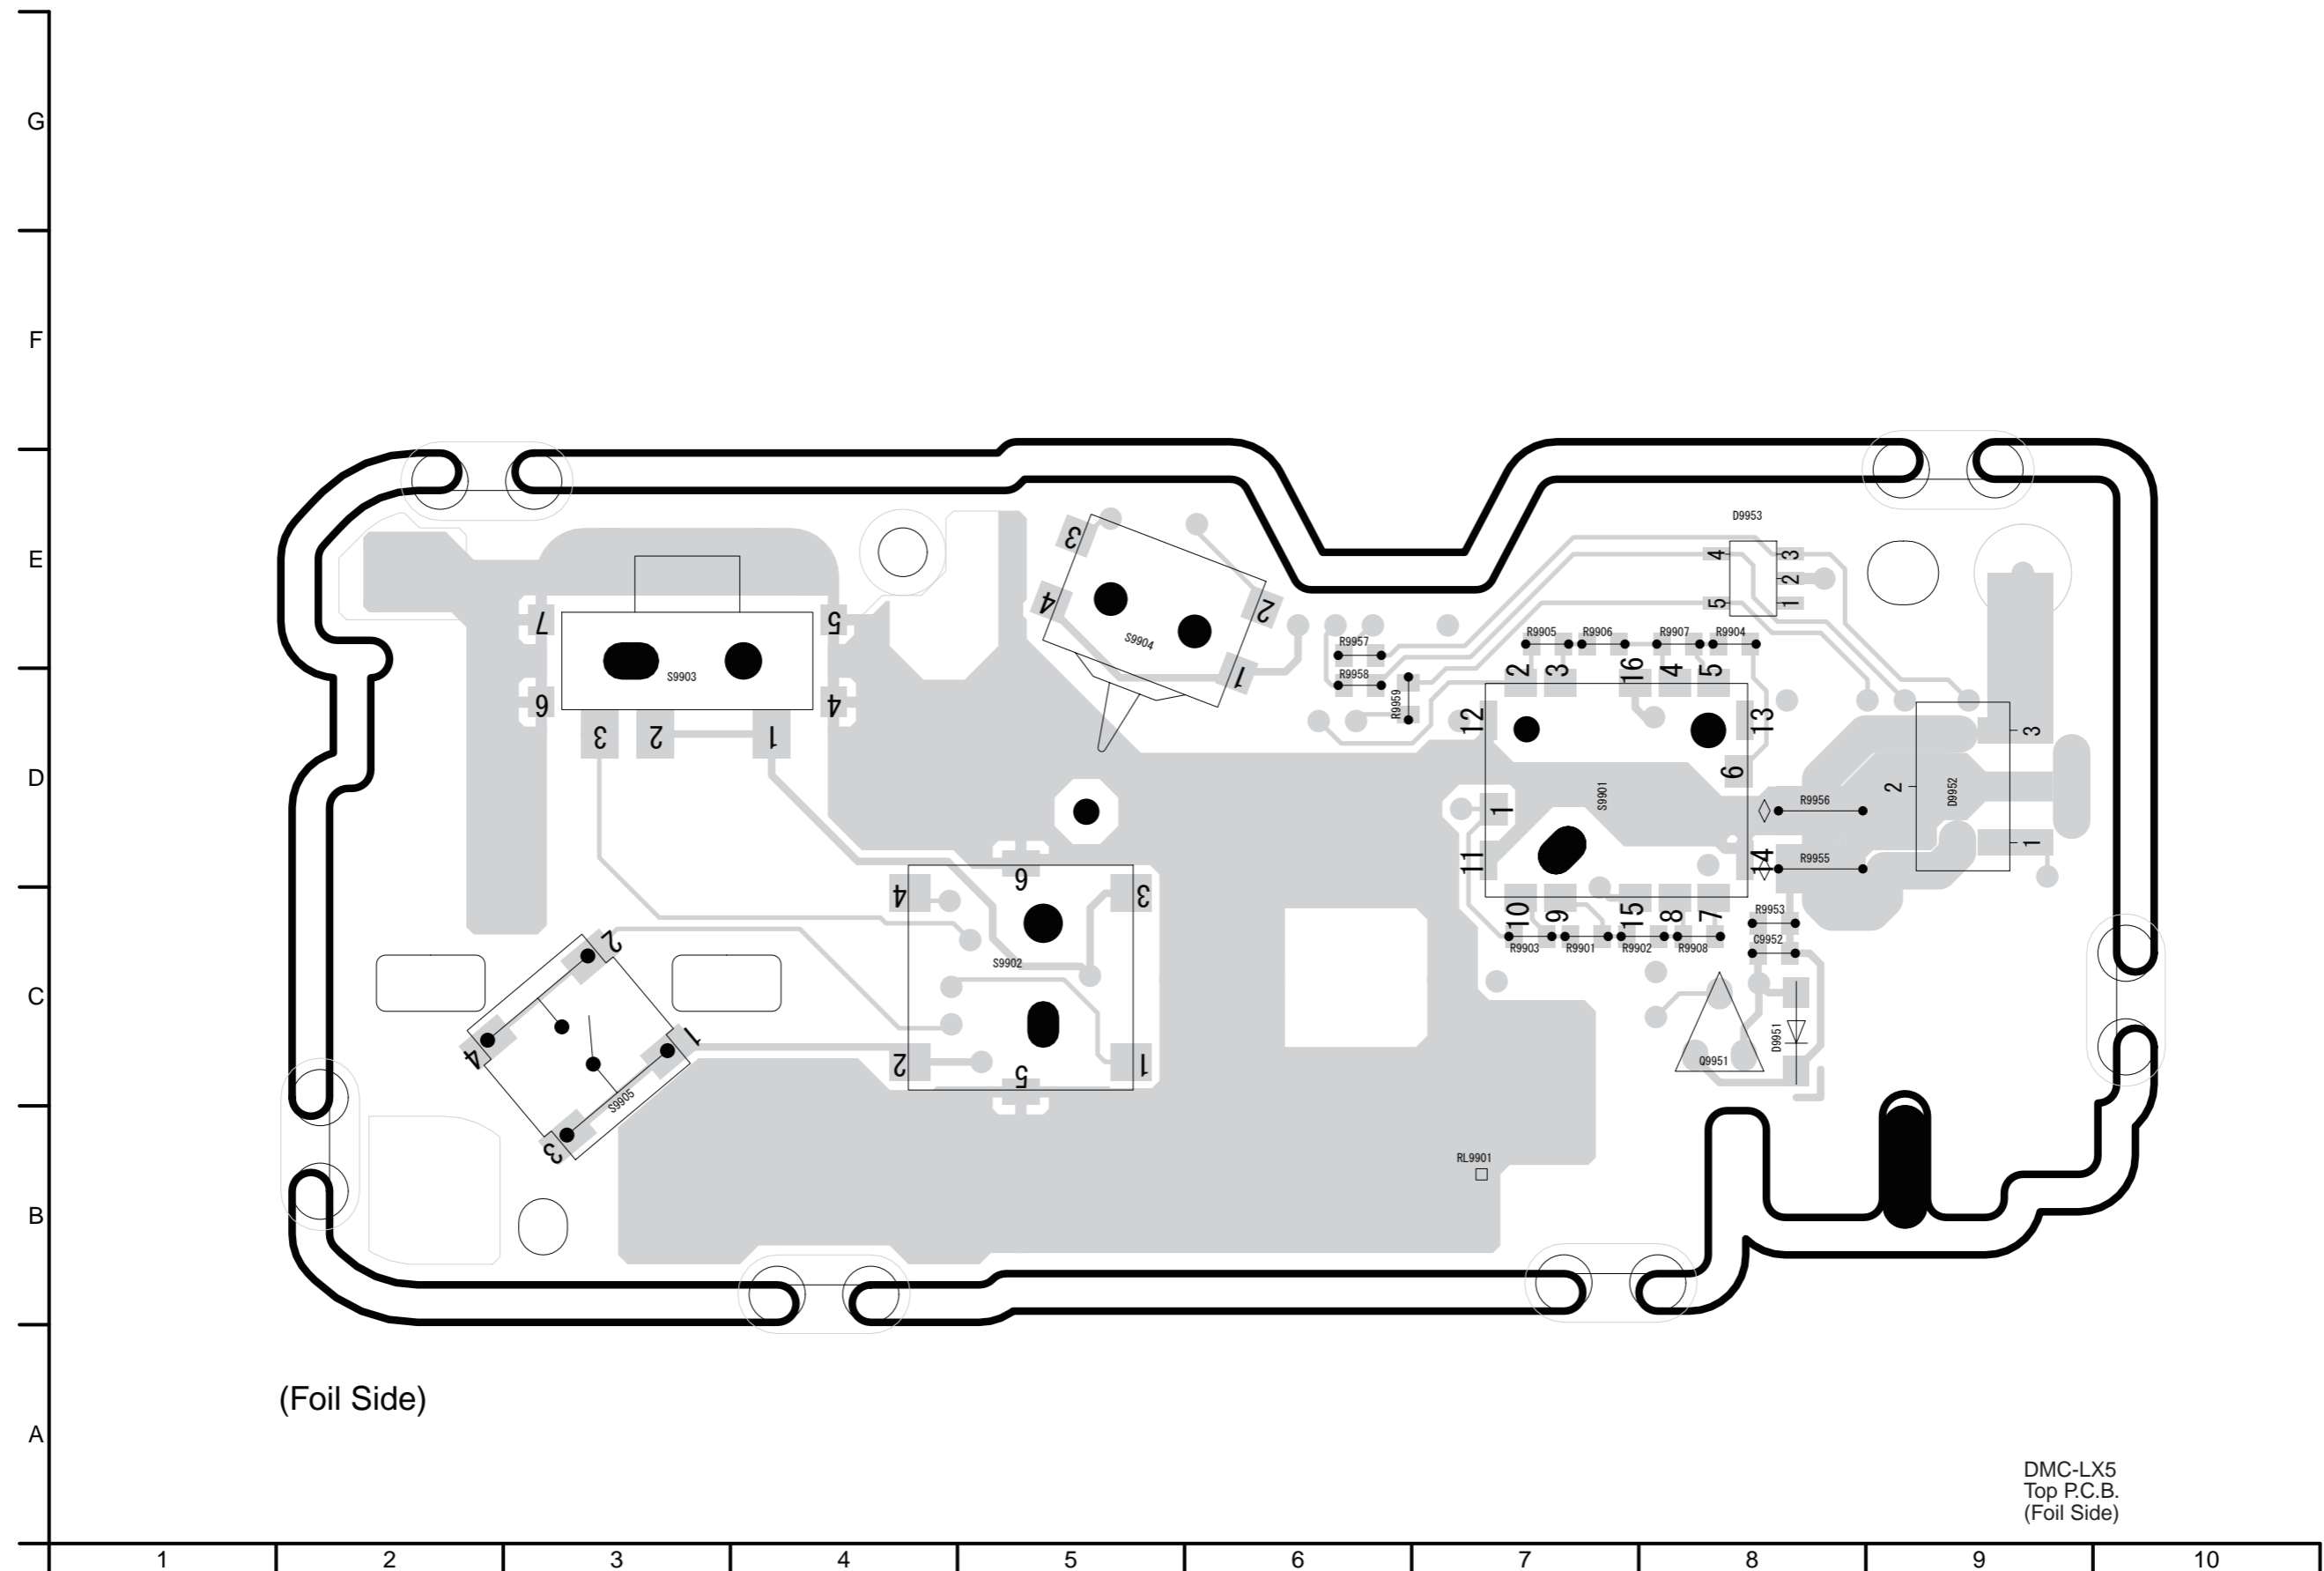 G
F
D9953
4
3
E
3
2
4
2
5
1
7
5
R9905
R9906
R9907
R9904
S9904
R9957
R9958
S9903
1
2
3
16
4
5
6
4
R9959
12
13
3
2
1
3
6
D
S9901
2
D9952
R9956
1
11
14
R9955
1
6
4
3
10
9
15
8
7
R9953
2
R9903
R9901
R9902
R9908
C9952
S9902
C
4
1
D9951
2
1
Q9951
5
S9905
3
RL9901
B
(Foil Side)
A
DMC-LX5
Top P.C.B.
(Foil Side)
1
2
3
4
5
6
7
8
9
10